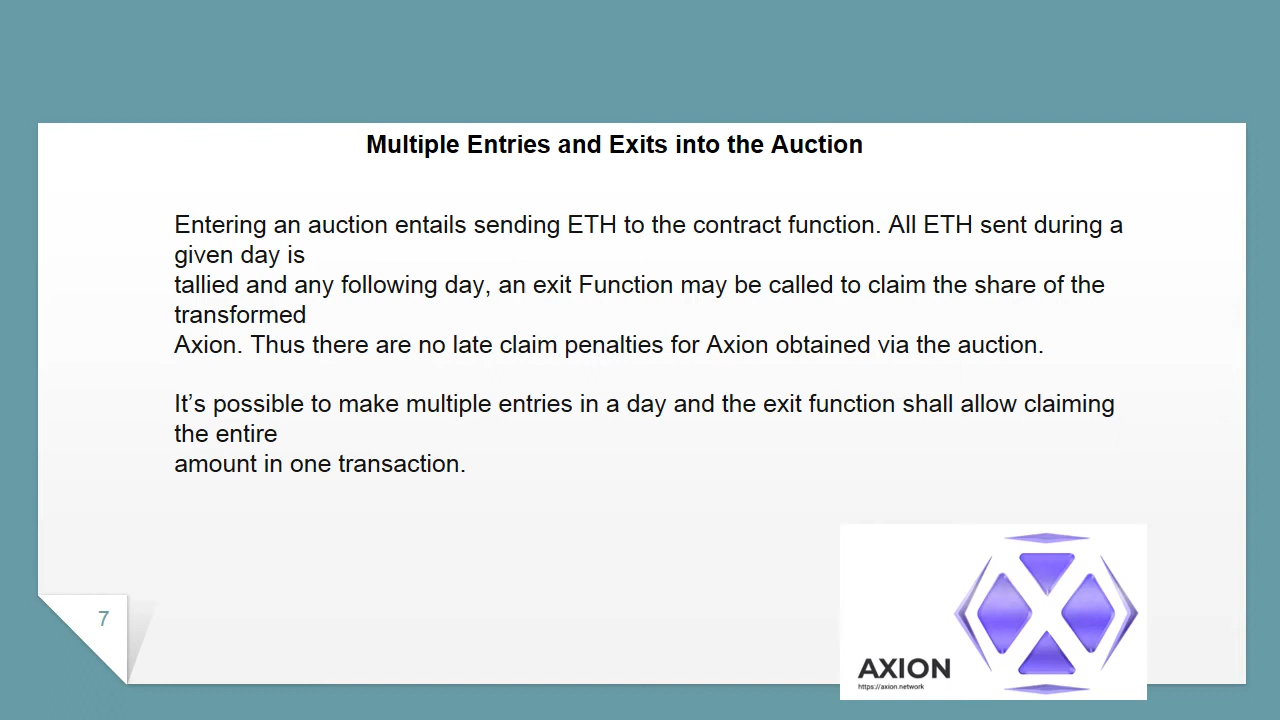 Multiple Entries and Exits into the Auction
Entering an auction entails sending ETH to the contract function. All ETH sent during a
given day is
tallied and any following day, an exit Function may be called to claim the share of the
transformed
Axion. Thus there are no late claim penalties for Axion obtained via the auction.
It’s possible to make multiple entries in a day and the exit function shall allow claiming
the entire
amount in one transaction.
7
AXION
https://axion.network